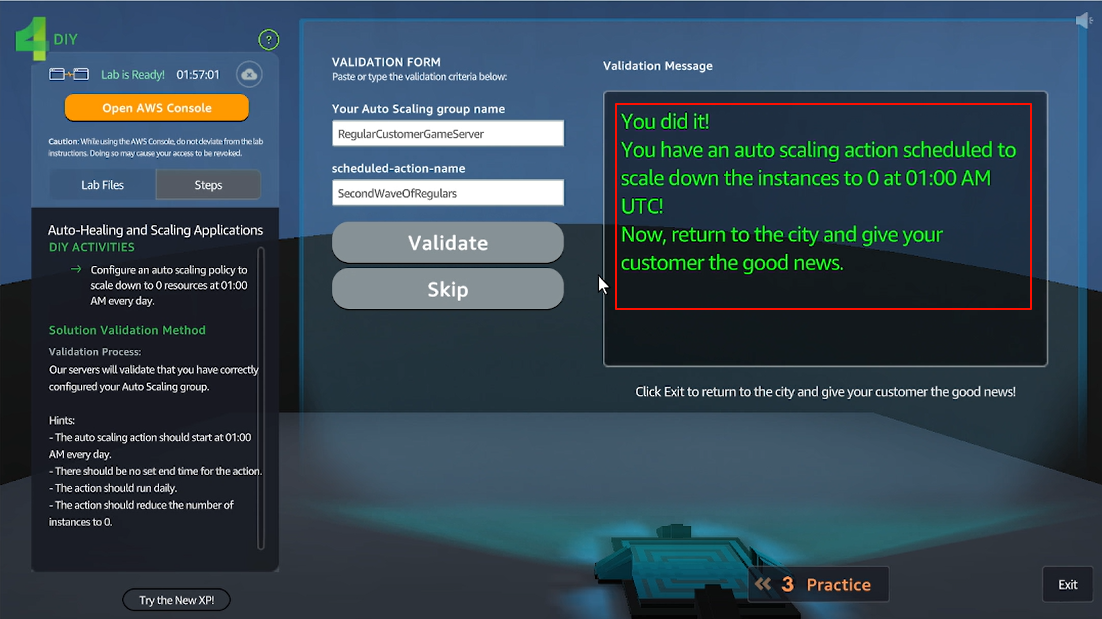 4 DIY
?
Lab is Ready! 01:57:01
Open AWS Console
Caution: While using the AWS Console, do not deviate from the lab
instructions. Doing so may cause your access to be revoked.
Lab Files
Steps
Auto-Healing and Scaling Applications
DIY ACTIVITIES
→ Configure an auto scaling policy to
scale down to 0 resources at 01:00
AM every day.
Solution Validation Method
Validation Process:
Our servers will validate that you have correctly
configured your Auto Scaling group.
Hints:
- The auto scaling action should start at 01:00
AM every day.
- There should be no set end time for the action.
- The action should run daily.
- The action should reduce the number of
instances to 0.
Try the New XP!
VALIDATION FORM
Paste or type the validation criteria below:
Your Auto Scaling group name
RegularCustomerGameServer
scheduled-action-name
SecondWaveOfRegulars
Validate
Skip
Validation Message
You did it!
You have an auto scaling action scheduled to
scale down the instances to 0 at 01:00 AM
UTC!
Now, return to the city and give your
customer the good news.
Click Exit to return to the city and give your customer the good news!
3 Practice
Exit